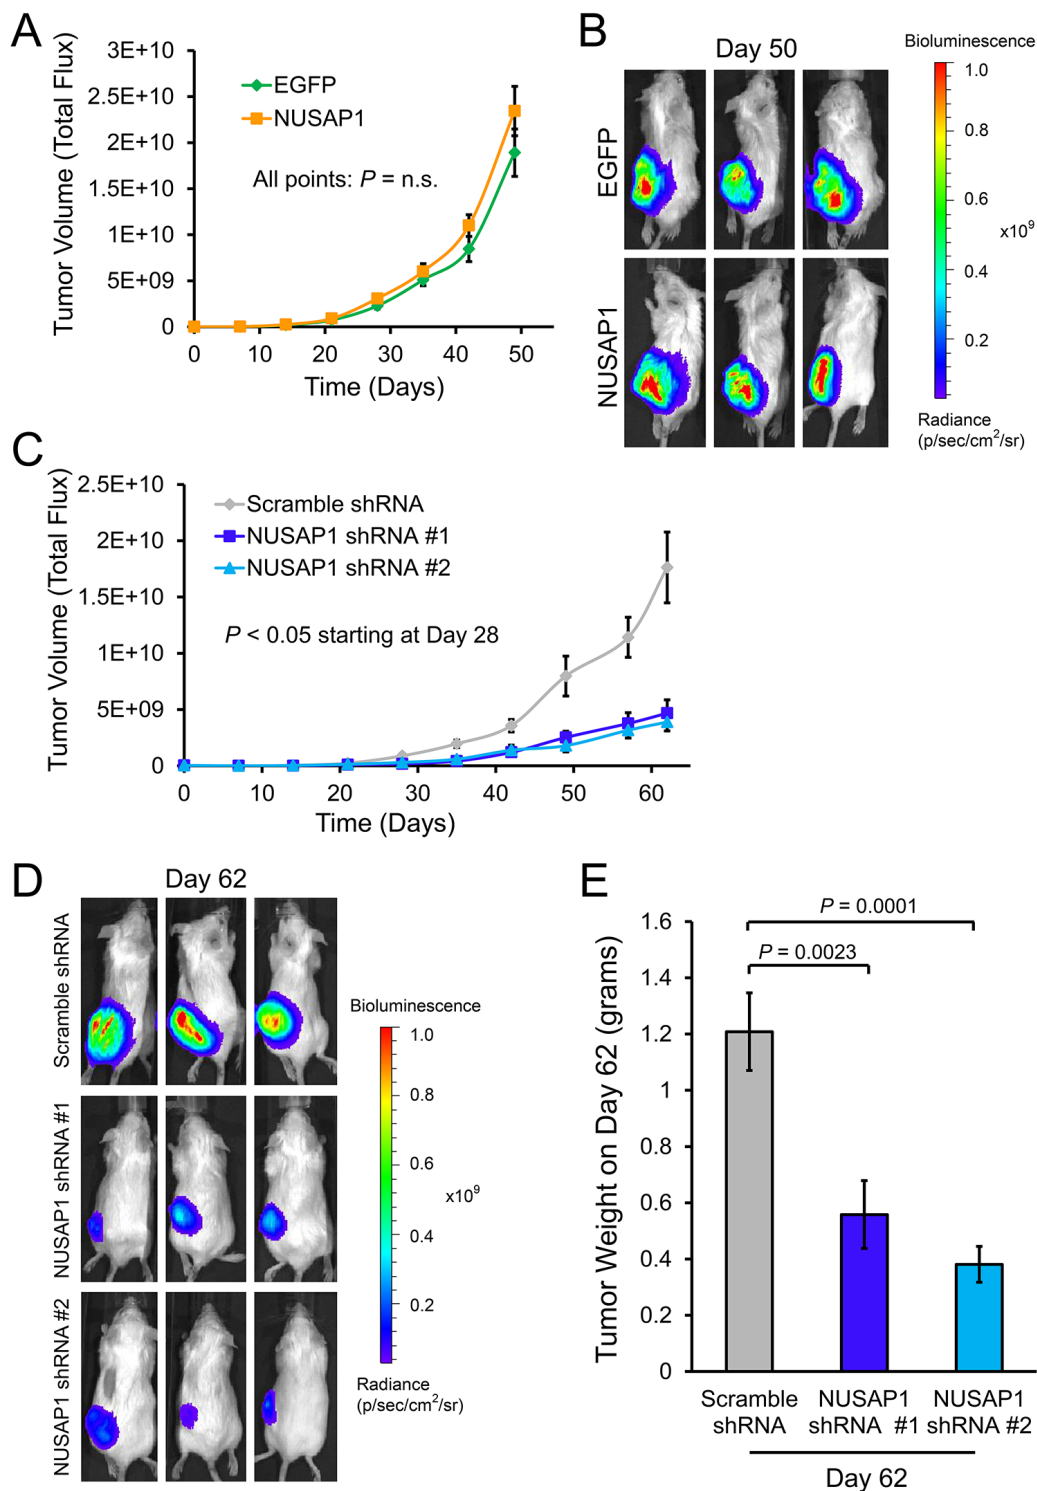 A
Tumor Volume (Total Flux)
3E+10
2.5E+10
2E+10
1.5E+10
1E+10
5E+09
0
EGFP
NUSAP1
All points: P = n.s.
0 10 20 30 40 50
Time (Days)
B
Day 50
EGFP
NUSAP1
Bioluminescence
1.0
0.8
0.6
0.4
0.2
x10⁹
Radiance
(p/sec/cm²/sr)
C
Tumor Volume (Total Flux)
2.5E+10
2E+10
1.5E+10
1E+10
5E+09
0
Scramble shRNA
NUSAP1 shRNA #1
NUSAP1 shRNA #2
P < 0.05 starting at Day 28
0 10 20 30 40 50 60
Time (Days)
D
Day 62
Scramble shRNA
NUSAP1 shRNA #1
NUSAP1 shRNA #2
Bioluminescence
1.0
0.8
0.6
0.4
0.2
x10⁹
Radiance
(p/sec/cm²/sr)
E
Tumor Weight on Day 62 (grams)
1.6
1.4
1.2
1
0.8
0.6
0.4
0.2
0
P = 0.0001
P = 0.0023
Scramble
shRNA
NUSAP1
shRNA #1
NUSAP1
shRNA #2
Day 62